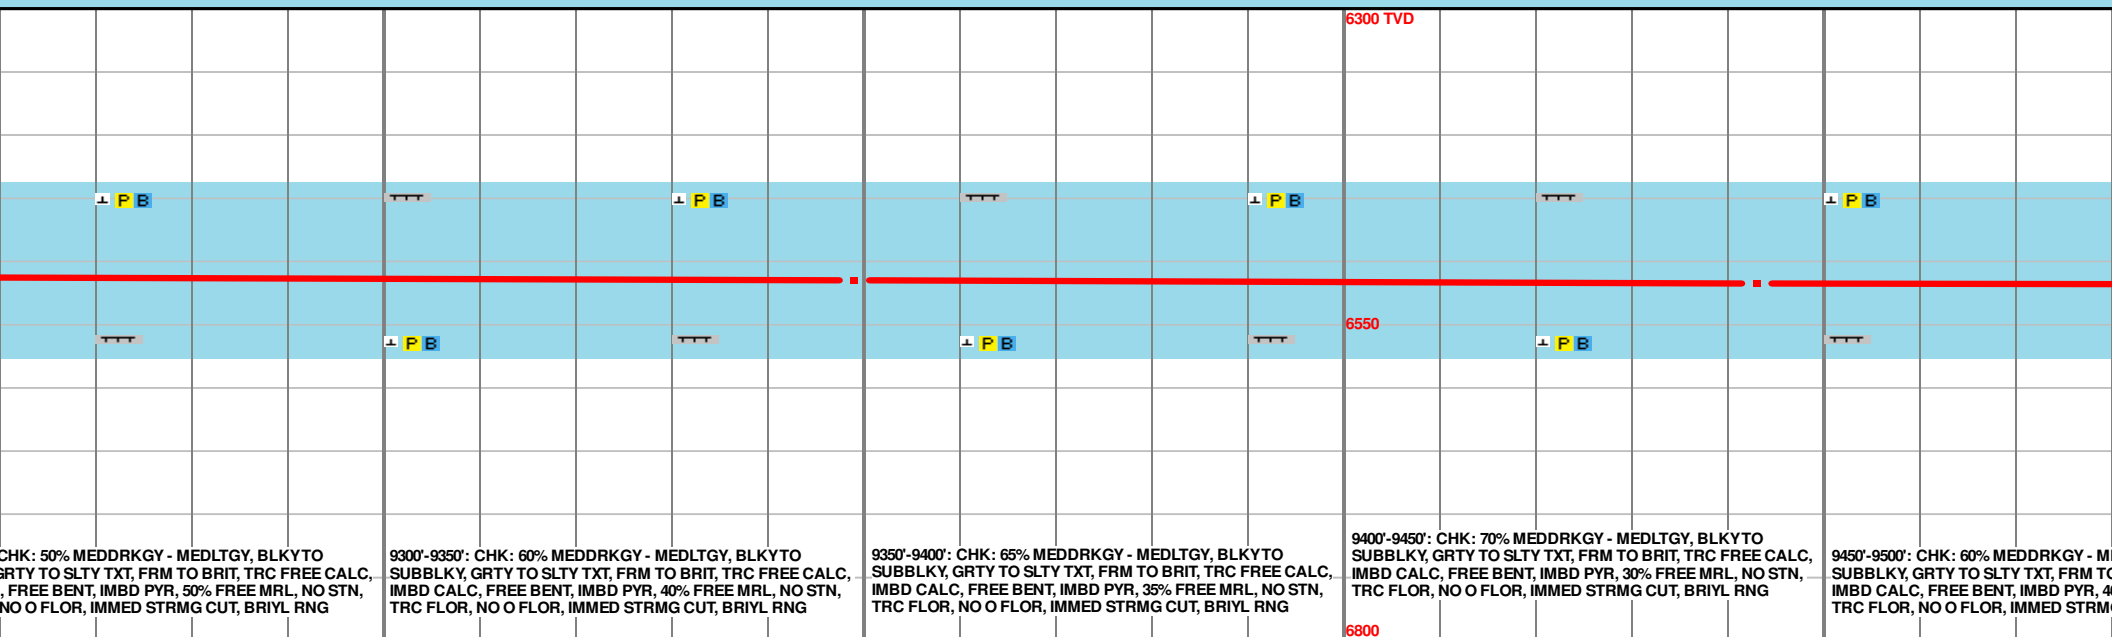 6300 TVD
P B
P B
P B
P B
6550
P B
P B
P B
CHK: 50% MEDDRKGY - MEDLTGY, BLKYTO
GRTY TO SLTY TXT, FRM TO BRIT, TRC FREE CALC,
, FREE BENT, IMBD PYR, 50% FREE MRL, NO STN,
NO O FLOR, IMMED STRMG CUT, BRIYL RNG
9300'-9350': CHK: 60% MEDDRKGY - MEDLTGY, BLKYTO
SUBBLKY, GRTY TO SLTY TXT, FRM TO BRIT, TRC FREE CALC,
IMBD CALC, FREE BENT, IMBD PYR, 40% FREE MRL, NO STN,
TRC FLOR, NO O FLOR, IMMED STRMG CUT, BRIYL RNG
9350'-9400': CHK: 65% MEDDRKGY - MEDLTGY, BLKYTO
SUBBLKY, GRTY TO SLTY TXT, FRM TO BRIT, TRC FREE CALC,
IMBD CALC, FREE BENT, IMBD PYR, 35% FREE MRL, NO STN,
TRC FLOR, NO O FLOR, IMMED STRMG CUT, BRIYL RNG
9400'-9450': CHK: 70% MEDDRKGY - MEDLTGY, BLKYTO
SUBBLKY, GRTY TO SLTY TXT, FRM TO BRIT, TRC FREE CALC,
IMBD CALC, FREE BENT, IMBD PYR, 30% FREE MRL, NO STN,
TRC FLOR, NO O FLOR, IMMED STRMG CUT, BRIYL RNG
9450'-9500': CHK: 60% MEDDRKGY - M
SUBBLKY, GRTY TO SLTY TXT, FRM TO
IMBD CALC, FREE BENT, IMBD PYR, 4
TRC FLOR, NO O FLOR, IMMED STRM
6800